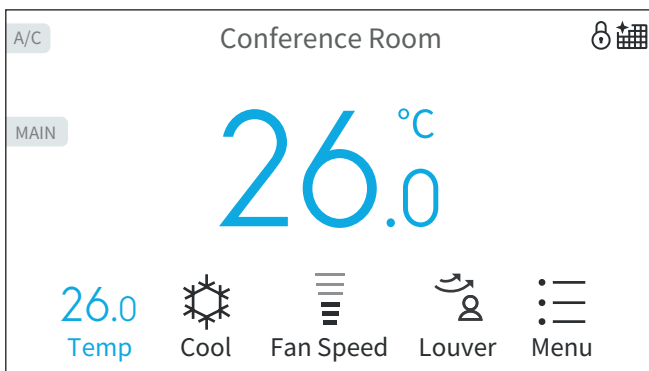 A/C
Conference Room
MAIN
26.0 °C
26.0
Temp
Cool
Fan Speed
Louver
Menu